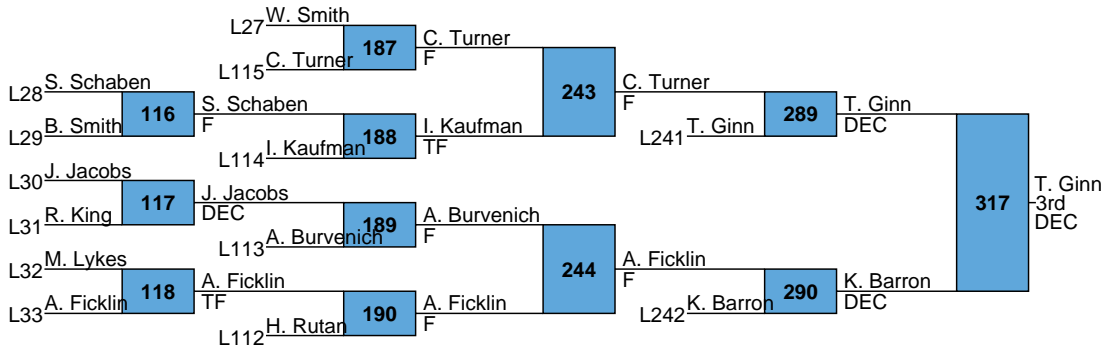 W. Smith
L27
187
C. Turner
F
C. Turner
L115
S. Schaben
L28
116
S. Schaben
F
B. Smith
L29
188
I. Kaufman
TF
I. Kaufman
L114
243
C. Turner
F
289
T. Ginn
DEC
T. Ginn
L241
J. Jacobs
L30
117
J. Jacobs
DEC
R. King
L31
189
A. Burvenich
F
A. Burvenich
L113
317
T. Ginn
3rd
DEC
M. Lykes
L32
118
A. Ficklin
TF
A. Ficklin
L33
190
A. Ficklin
F
H. Rutan
L112
244
A. Ficklin
F
290
K. Barron
DEC
K. Barron
L242